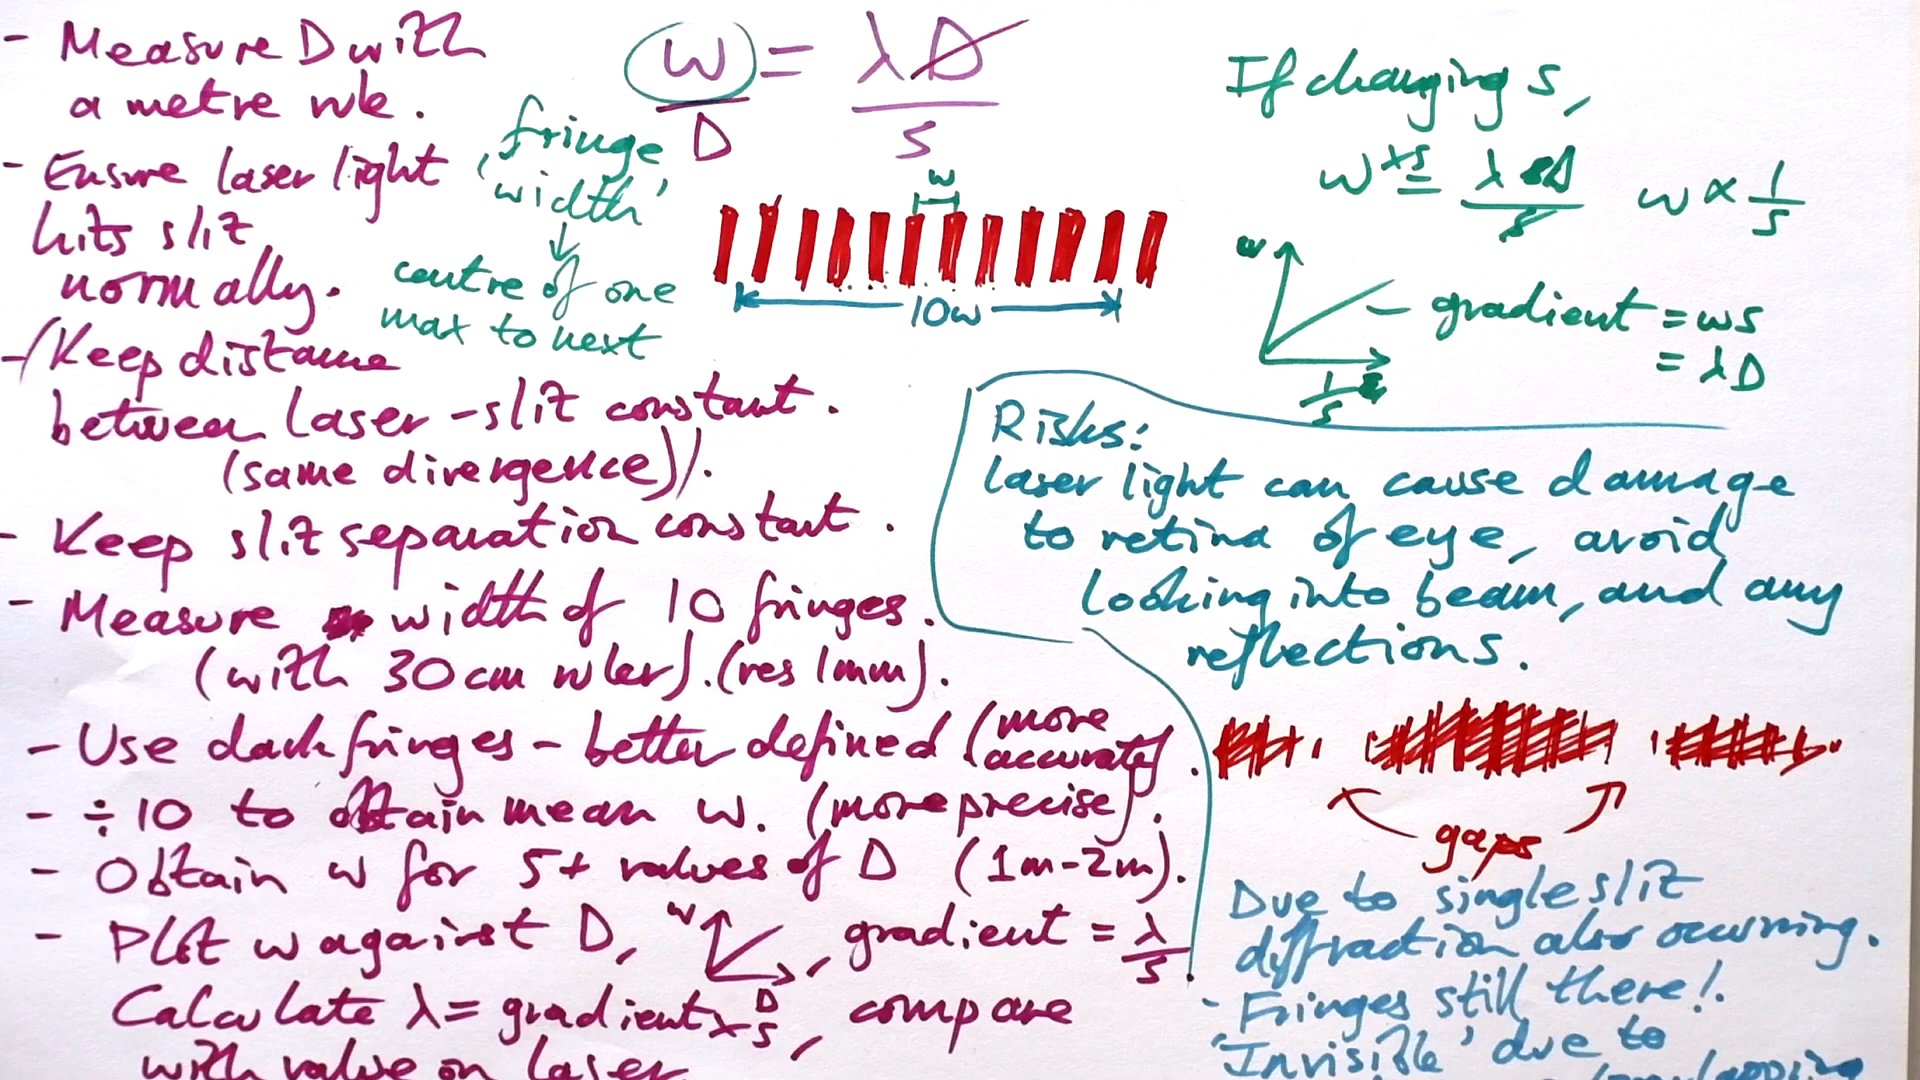 - Measure D with
a metre rule.
- Ensure laser light
hits slit
normally.
- (Keep distance
between laser - slit constant.
(same divergence)).
- Keep slit separation constant.
- Measure width of 10 fringes.
(with 30cm ruler). (res 1mm).
- Use dark fringes - better defined (more
accurate).
- ÷10 to obtain mean w. (more precise).
- Obtain w for 5+ values of D (1m-2m).
- Plot w against D, w D, gradient = λ/s.
Calculate λ = gradient × s, compare
with value on laser
w/D = λD/s
'fringe
width'
↓
centre of one
max to next
w
10w
If changing s,
w ×s = λ D/s w ∝ 1/s
w
1/s
gradient = ws
= λD
Risks:
laser light can cause damage
to retina of eye, avoid
looking into beam, and any
reflections.
gaps
Due to single slit
diffraction also occurring.
- Fringes still there!.
'Invisible' due to